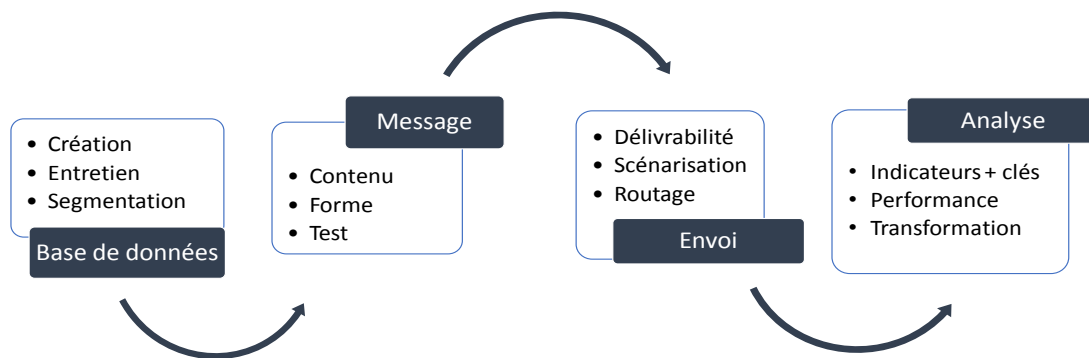 • Création
• Entretien
• Segmentation
Base de données
Message
• Contenu
• Forme
• Test
• Délivrabilité
• Scénarisation
• Routage
Envoi
Analyse
• Indicateurs + clés
• Performance
• Transformation